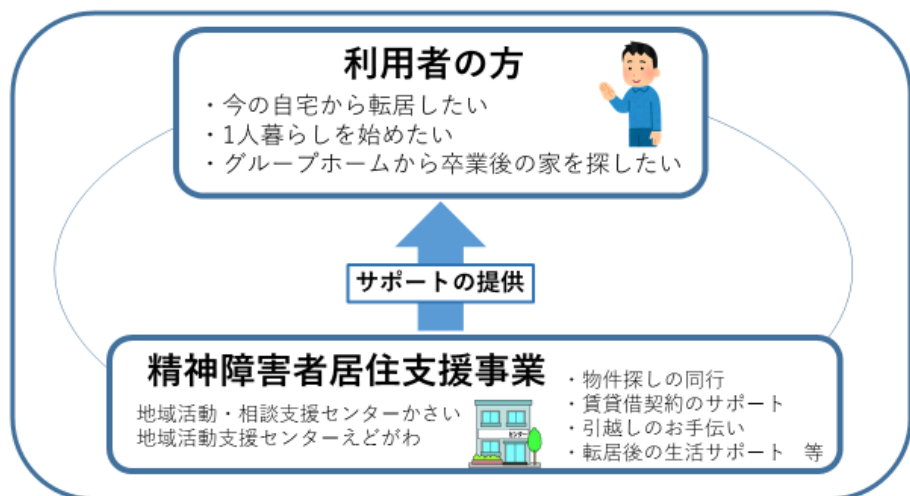 利用者の方
・今の自宅から転居したい
・1人暮らしを始めたい
・グループホームから卒業後の家を探したい
サポートの提供
精神障害者居住支援事業
地域活動・相談支援センターかさい
地域活動支援センターえどがわ
センター
・物件探しの同行
・賃貸借契約のサポート
・引越しのお手伝い
・転居後の生活サポート　等